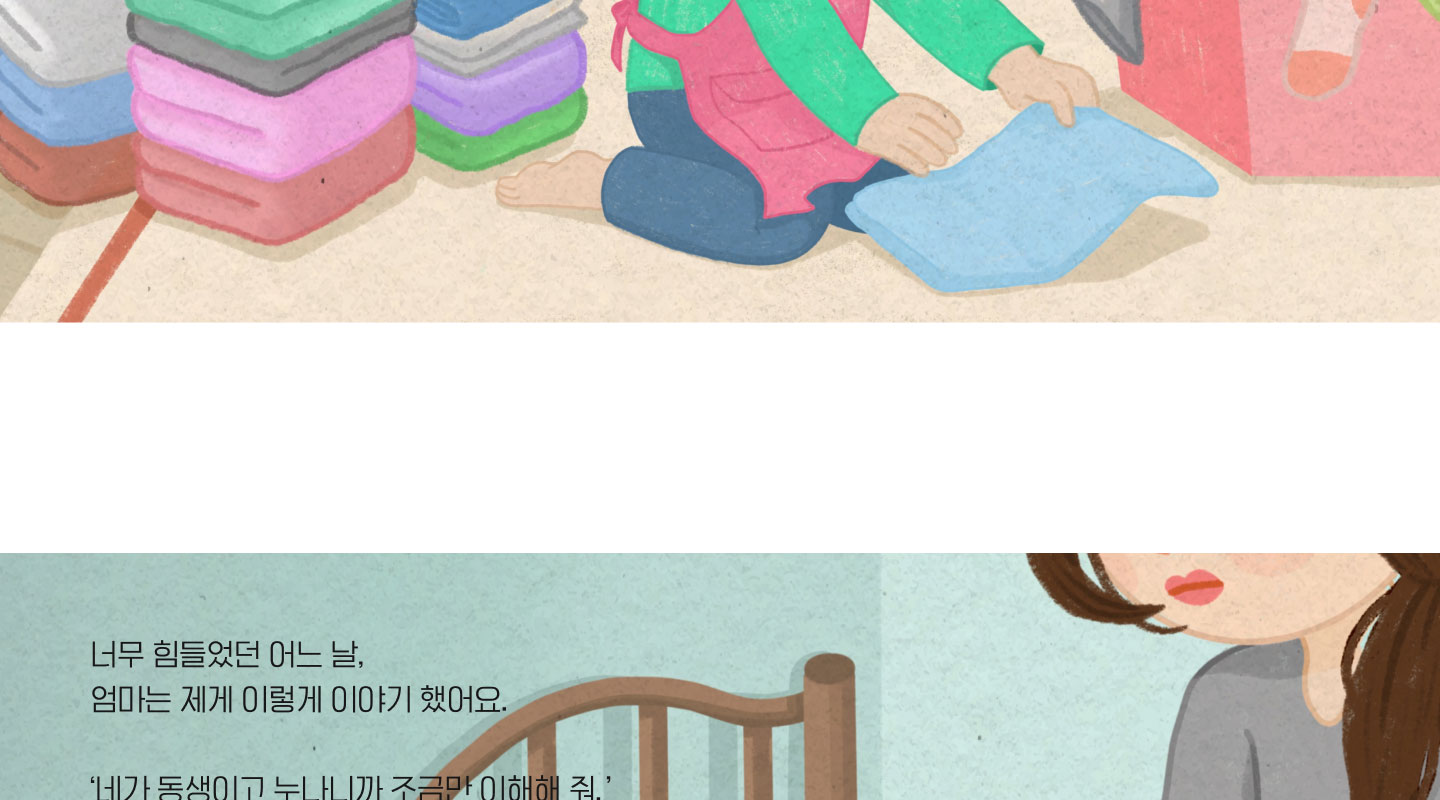 너무 힘들었던 어느 날,
엄마는 제게 이렇게 이야기 했어요.
‘네가 동생이고 누나니까 조금만 이해해 줘.’